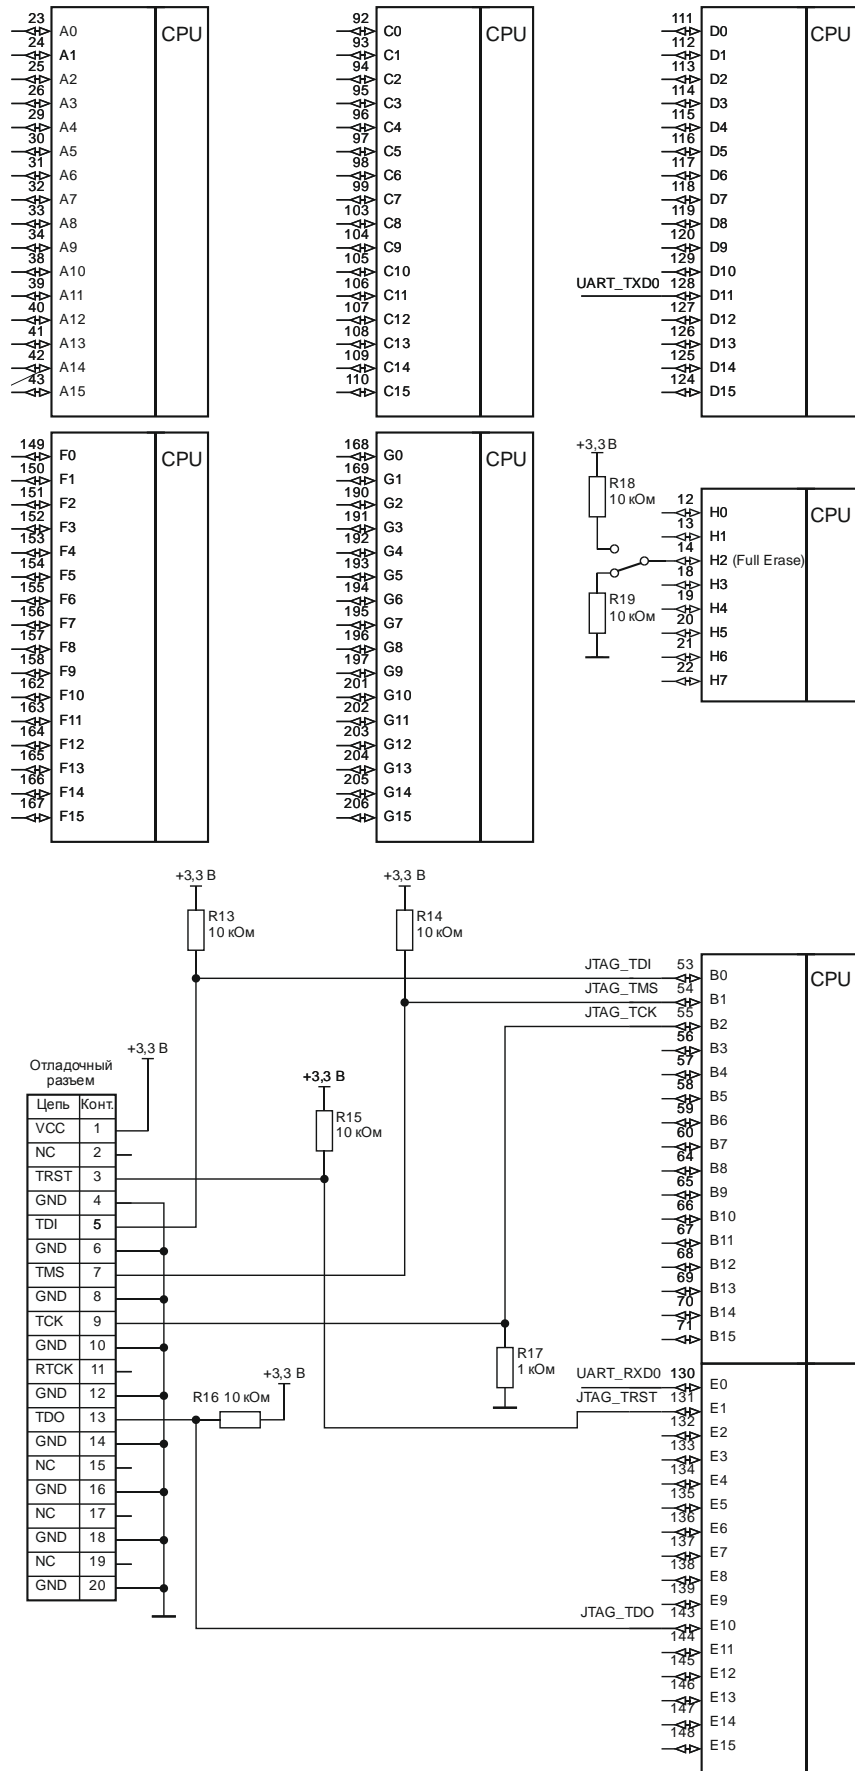 23 A0 CPU
24 A1
25 A2
26 A3
29 A4
30 A5
31 A6
32 A7
33 A8
34 A9
38 A10
39 A11
40 A12
41 A13
42 A14
43 A15
92 C0 CPU
93 C1
94 C2
95 C3
96 C4
97 C5
98 C6
99 C7
103 C8
104 C9
105 C10
106 C11
107 C12
108 C13
109 C14
110 C15
111 D0 CPU
112 D1
113 D2
114 D3
115 D4
116 D5
117 D6
118 D7
119 D8
120 D9
129 D10
UART_TXD0 128 D11
127 D12
126 D13
125 D14
124 D15
149 F0 CPU
150 F1
151 F2
152 F3
153 F4
154 F5
155 F6
156 F7
157 F8
158 F9
162 F10
163 F11
164 F12
165 F13
166 F14
167 F15
168 G0 CPU
169 G1
190 G2
191 G3
192 G4
193 G5
194 G6
195 G7
196 G8
197 G9
201 G10
202 G11
203 G12
204 G13
205 G14
206 G15
+3,3 В
R18
10 кОм
R19
10 кОм
12 H0 CPU
13 H1
14 H2 (Full Erase)
18 H3
19 H4
20 H5
21 H6
22 H7
+3,3 В
R13
10 кОм
+3,3 В
R14
10 кОм
+3,3 В
+3,3 В
R15
10 кОм
Отладочный
разъем
Цепь Конт.
VCC 1
NC 2
TRST 3
GND 4
TDI 5
GND 6
TMS 7
GND 8
TCK 9
GND 10
RTCK 11
GND 12
TDO 13
GND 14
NC 15
GND 16
NC 17
GND 18
NC 19
GND 20
+3,3 В
R16 10 кОм
R17
1 кОм
JTAG_TDI 53 B0 CPU
JTAG_TMS 54 B1
JTAG_TCK 55 B2
56 B3
57 B4
58 B5
59 B6
60 B7
64 B8
65 B9
66 B10
67 B11
68 B12
69 B13
70 B14
71 B15
UART_RXD0 130 E0
JTAG_TRST 131 E1
132 E2
133 E3
134 E4
135 E5
136 E6
137 E7
138 E8
139 E9
JTAG_TDO 143 E10
144 E11
145 E12
146 E13
147 E14
148 E15